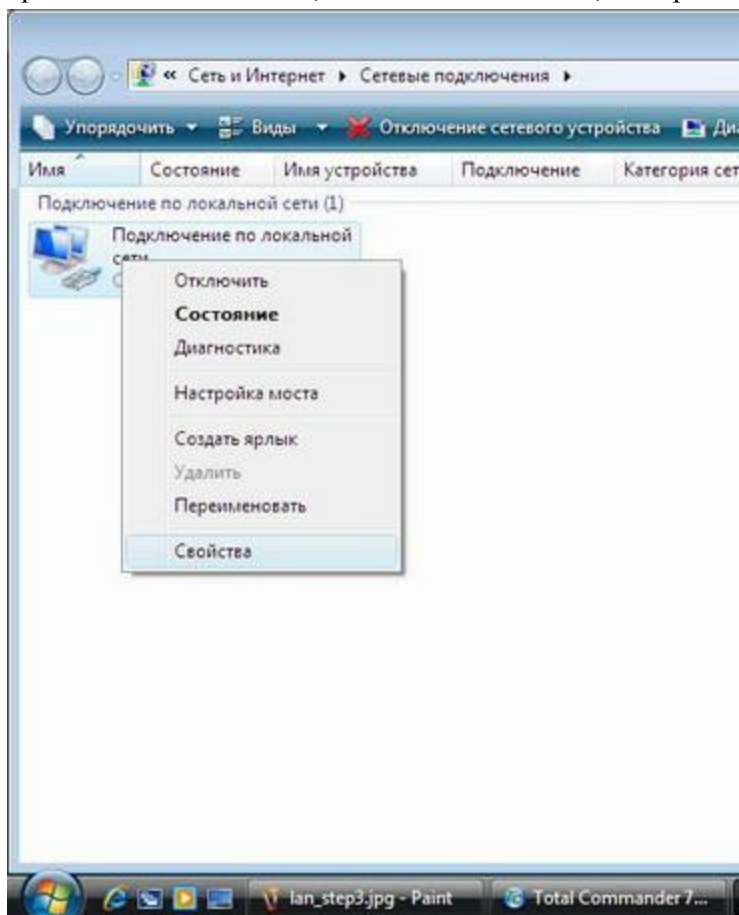 « Сеть и Интернет ▸ Сетевые подключения ▸
Упорядочить Виды Отключение сетевого устройства
Имя Состояние Имя устройства Подключение Категория сет
Подключение по локальной сети (1)
Подключение по локальной
сети
Отключить
Состояние
Диагностика
Настройка моста
Создать ярлык
Удалить
Переименовать
Свойства
lan_step3.jpg - Paint Total Commander 7...